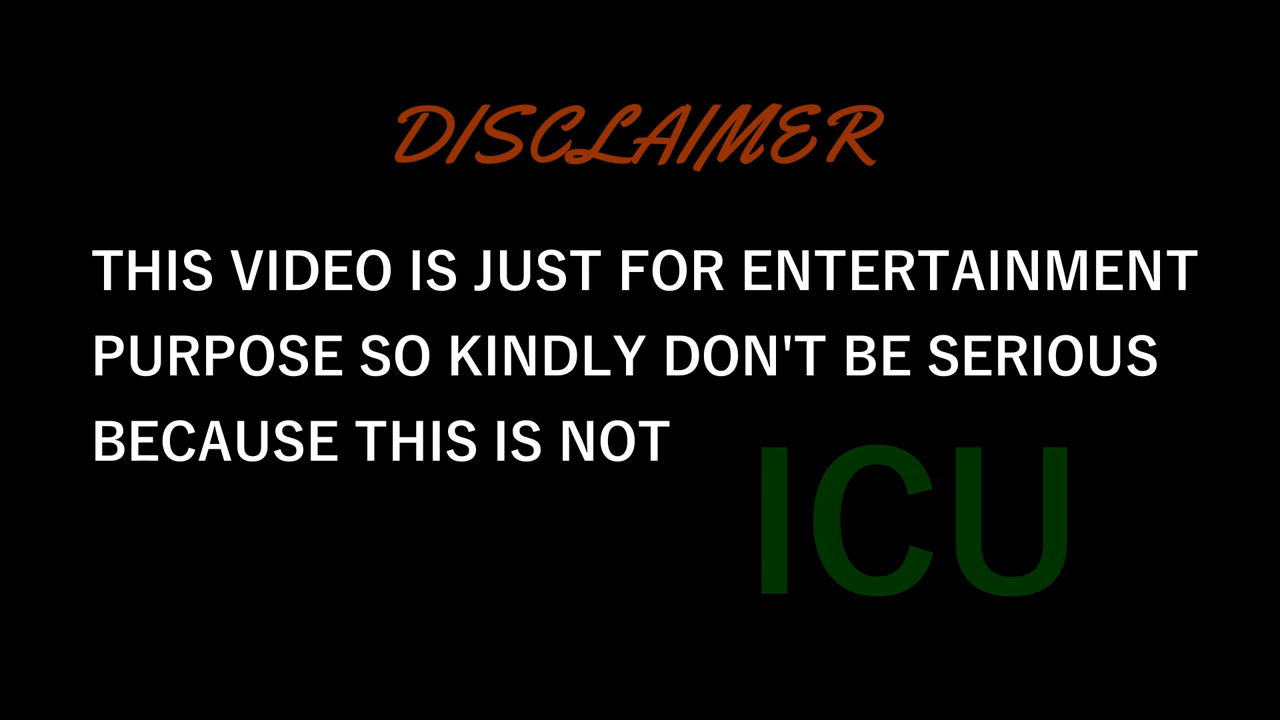 DISCLAIMER
THIS VIDEO IS JUST FOR ENTERTAINMENT
PURPOSE SO KINDLY DON'T BE SERIOUS
BECAUSE THIS IS NOT
ICU